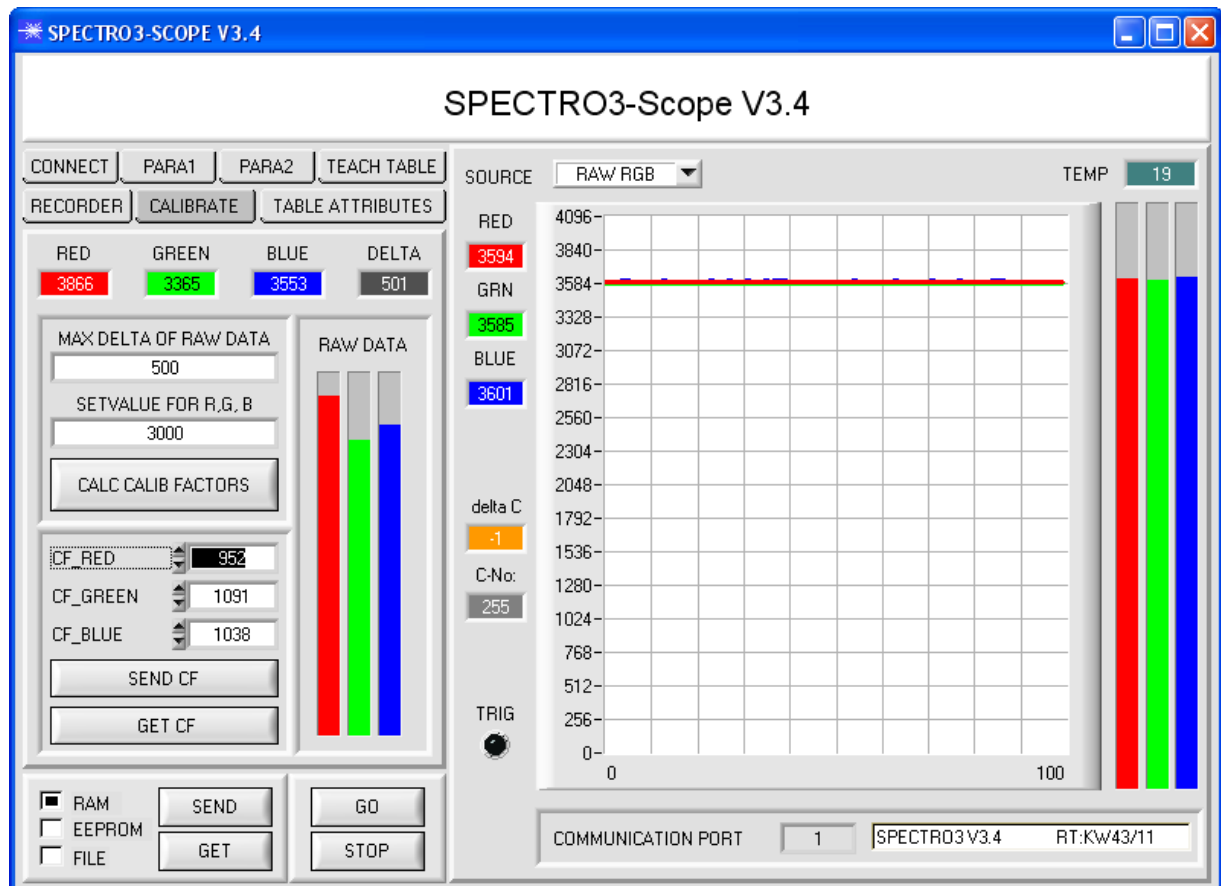 SPECTRO3-SCOPE V3.4
SPECTRO3-Scope V3.4
CONNECT PARA1 PARA2 TEACH TABLE
RECORDER CALIBRATE TABLE ATTRIBUTES
RED GREEN BLUE DELTA
3866 3365 3553 501
MAX DELTA OF RAW DATA
500
SETVALUE FOR R,G, B
3000
CALC CALIB FACTORS
CF_RED 952
CF_GREEN 1091
CF_BLUE 1038
SEND CF
GET CF
RAW DATA
RAM
EEPROM
FILE
SEND
GET
GO
STOP
SOURCE RAW RGB
TEMP 19
RED
3594
GRN
3585
BLUE
3601
delta C
-1
C-No:
255
TRIG
4096
3840
3584
3328
3072
2816
2560
2304
2048
1792
1536
1280
1024
768
512
256
0
0 100
COMMUNICATION PORT 1 SPECTRO3 V3.4 RT:KW43/11